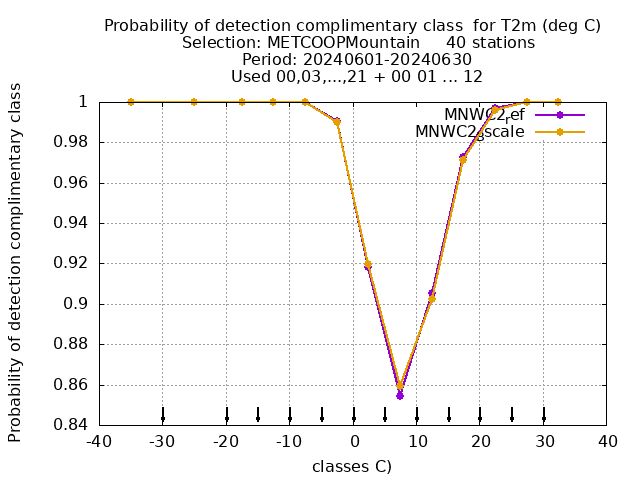 Probability of detection complimentary class  for T2m (deg C)
Selection: METCOOPMountain     40 stations
Period: 20240601-20240630
Used 00,03,...,21 + 00 01 ... 12
Probability of detection complimentary class
1
0.98
0.96
0.94
0.92
0.9
0.88
0.86
0.84
MNWC2ref
MNWC2gscale
-40
-30
-20
-10
0
10
20
30
40
classes C)